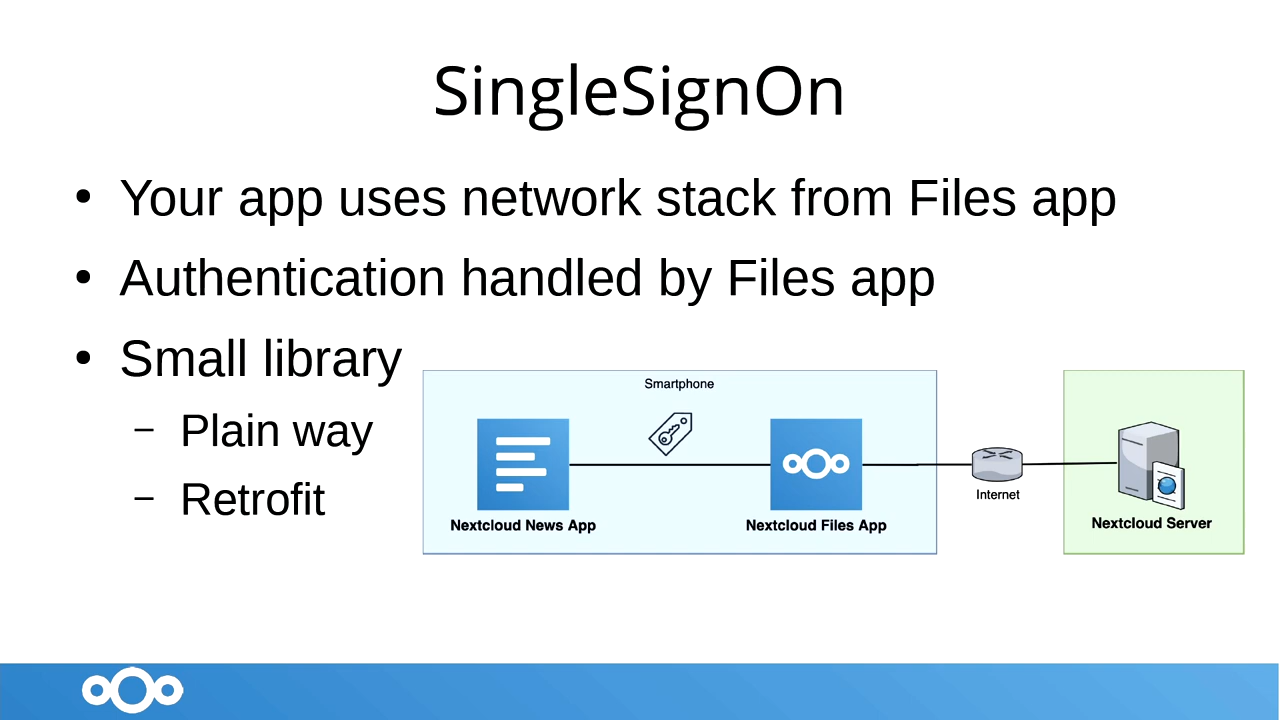 SingleSignOn
● Your app uses network stack from Files app
● Authentication handled by Files app
● Small library
– Plain way
– Retrofit
Smartphone
Nextcloud News App
Nextcloud Files App
Internet
Nextcloud Server